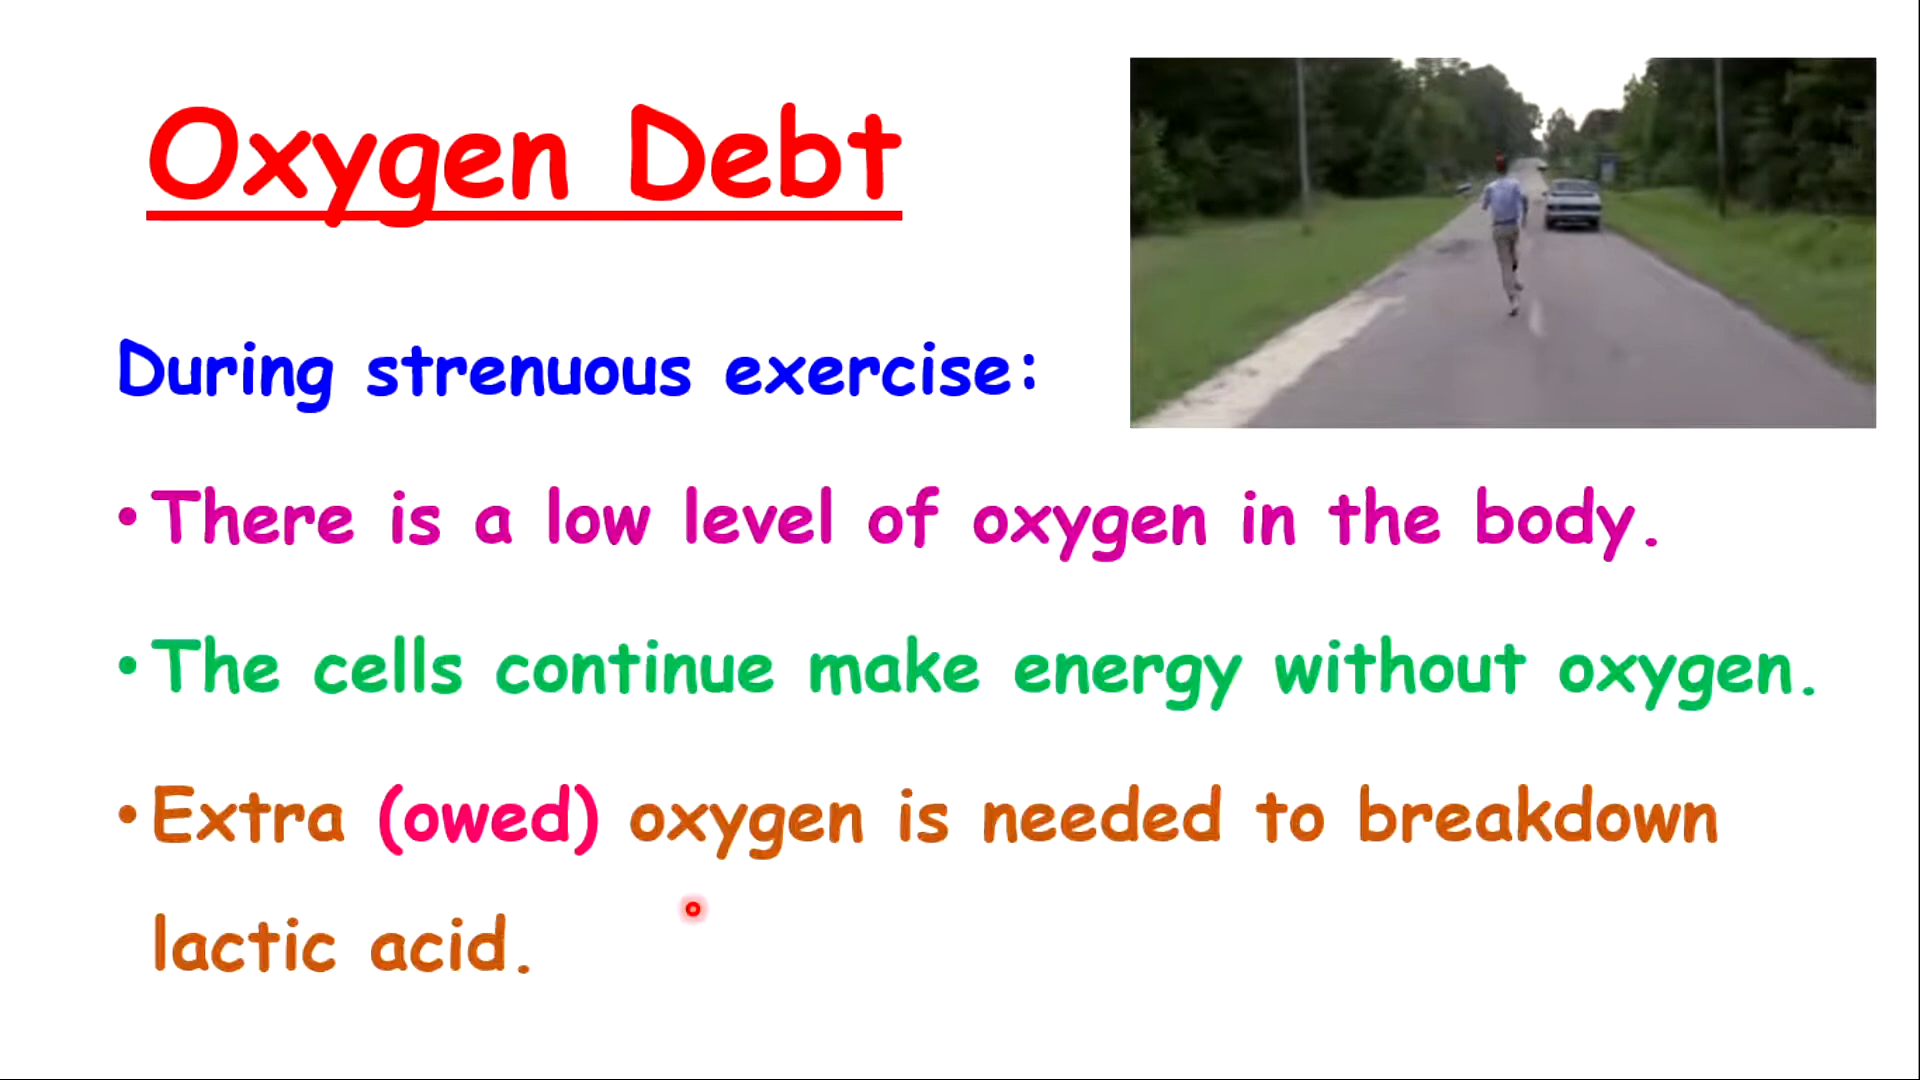 Oxygen Debt
During strenuous exercise:
• There is a low level of oxygen in the body.
• The cells continue make energy without oxygen.
• Extra (owed) oxygen is needed to breakdown
lactic acid.